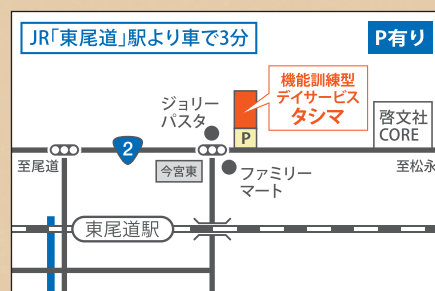 JR「東尾道」駅より車で3分
P有り
機能訓練型
デイサービス
タシマ
ジョリー
パスタ
P
啓文社
CORE
2
至尾道
今宮東
ファミリー
マート
至松永
東尾道駅